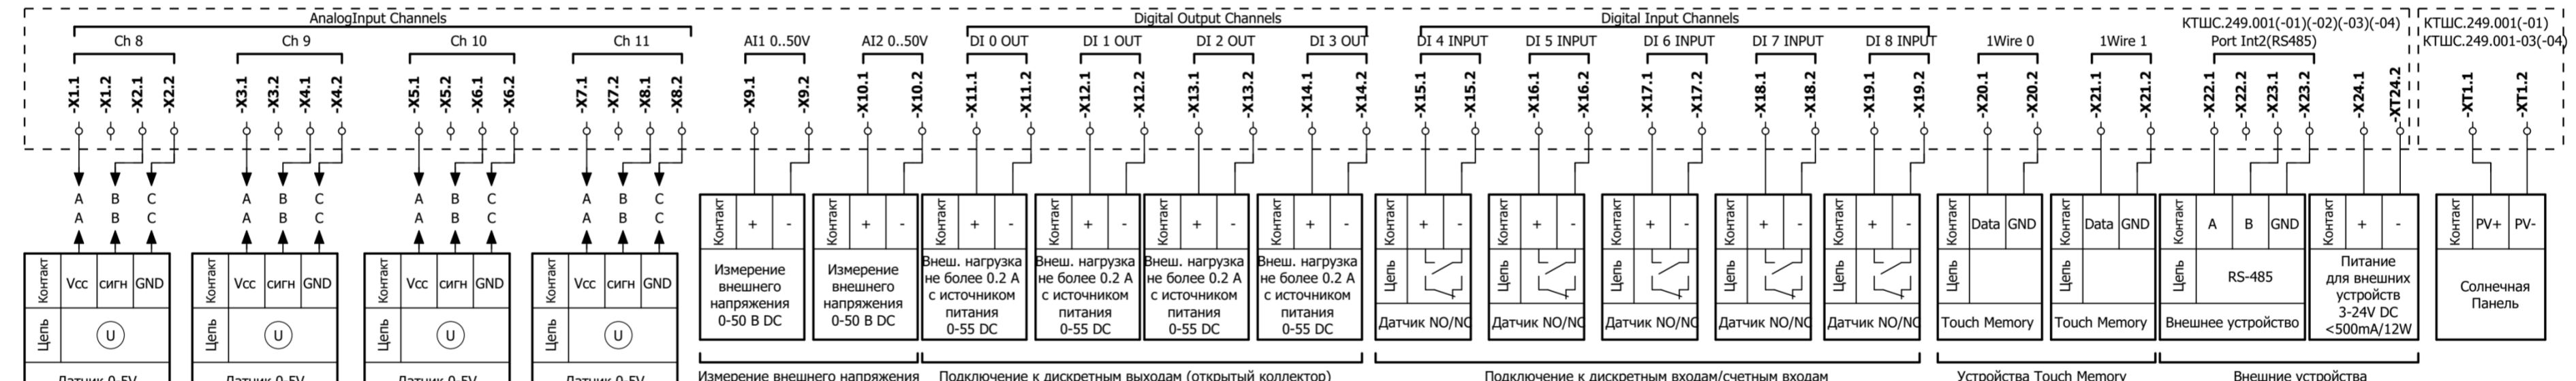 AnalogInput Channels
Digital Output Channels
Digital Input Channels
КТШС.249.001(-01)(-02)(-03)(-04)
КТШС.249.001(-01)
Ch 8
Ch 9
Ch 10
Ch 11
AI1 0..50V
AI2 0..50V
DI 0 OUT
DI 1 OUT
DI 2 OUT
DI 3 OUT
DI 4 INPUT
DI 5 INPUT
DI 6 INPUT
DI 7 INPUT
DI 8 INPUT
1Wire 0
1Wire 1
Port Int2(RS485)
КТШС.249.001-03(-04)
-X1.1
-X1.2
-X2.1
-X2.2
-X3.1
-X3.2
-X4.1
-X4.2
-X5.1
-X5.2
-X6.1
-X6.2
-X7.1
-X7.2
-X8.1
-X8.2
-X9.1
-X9.2
-X10.1
-X10.2
-X11.1
-X11.2
-X12.1
-X12.2
-X13.1
-X13.2
-X14.1
-X14.2
-X15.1
-X15.2
-X16.1
-X16.2
-X17.1
-X17.2
-X18.1
-X18.2
-X19.1
-X19.2
-X20.1
-X20.2
-X21.1
-X21.2
-X22.1
-X22.2
-X23.1
-X23.2
-X24.1
-XT24.2
-XT1.1
-XT1.2
A B C
A B C
A B C
A B C
A B C
A B C
A B C
A B C
Контакт Vcc сигн GND
Цепь U
Датчик 0-5V
Контакт Vcc сигн GND
Цепь U
Датчик 0-5V
Контакт Vcc сигн GND
Цепь U
Датчик 0-5V
Контакт Vcc сигн GND
Цепь U
Датчик 0-5V
Контакт + -
Измерение
внешнего
напряжения
0-50 В DC
Контакт + -
Измерение
внешнего
напряжения
0-50 В DC
Контакт + -
Внеш. нагрузка
не более 0.2 А
с источником
питания
0-55 DC
Контакт + -
Внеш. нагрузка
не более 0.2 А
с источником
питания
0-55 DC
Контакт + -
Внеш. нагрузка
не более 0.2 А
с источником
питания
0-55 DC
Контакт + -
Внеш. нагрузка
не более 0.2 А
с источником
питания
0-55 DC
Контакт + -
Цепь
Датчик NO/NC
Контакт + -
Цепь
Датчик NO/NC
Контакт + -
Цепь
Датчик NO/NC
Контакт + -
Цепь
Датчик NO/NC
Контакт + -
Цепь
Датчик NO/NC
Контакт Data GND
Цепь
Touch Memory
Контакт Data GND
Цепь
Touch Memory
Контакт A B GND
Цепь RS-485
Внешнее устройство
Контакт + -
Питание
для внешних
устройств
3-24V DC
<500mA/12W
Контакт PV+ PV-
Солнечная
Панель
Измерение внешнего напряжения
Подключение к дискретным выходам (открытый коллектор)
Подключение к дискретным входам/счетным входам
Устройства Touch Memory
Внешние устройства